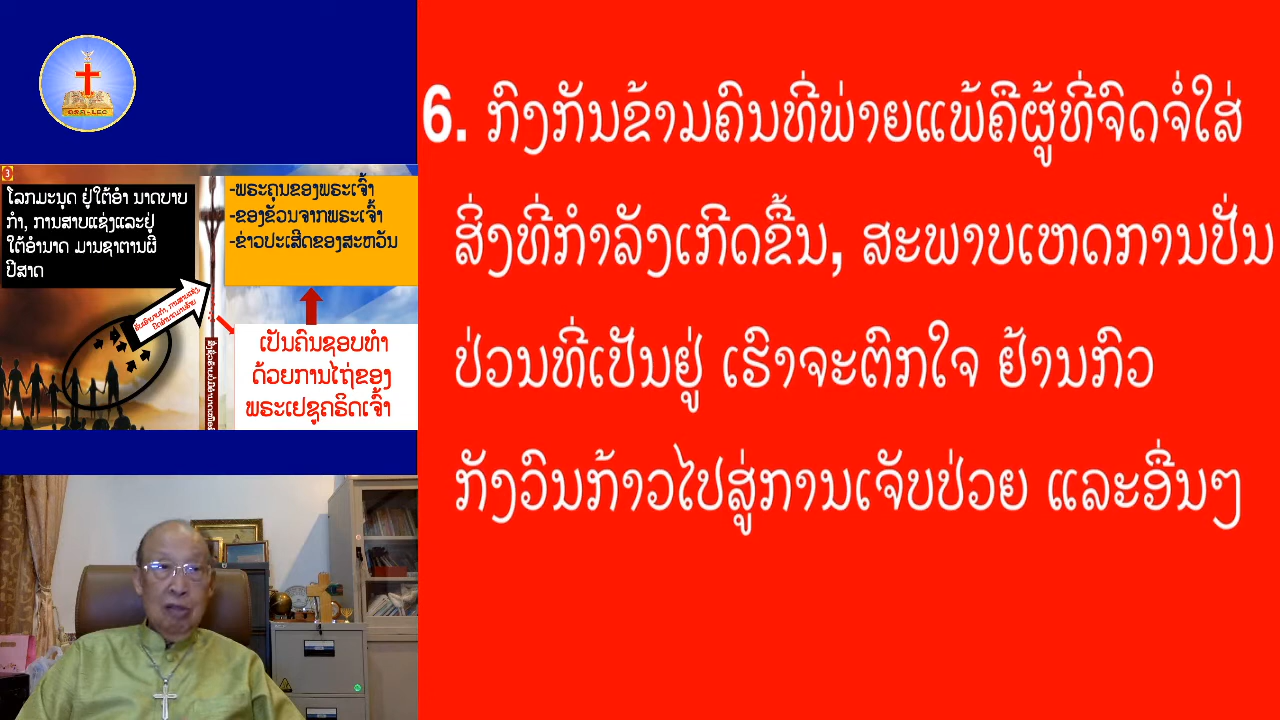 DSA-LEC
3
ໂລກມະນຸດ ຢູ່ໃຕ້ອຳ ນາດບາບ
ກຳ, ການສາບແຊ່ງແລະຢູ່
ໃຕ້ອຳນາດ ມານຊາຕານຜີ
ປີສາດ
-ພຣະຄຸນຂອງພຣະເຈົ້າ
-ຂອງຂັວນຈາກພຣະເຈົ້າ
-ຂ່າວປະເສີດຂອງສະຫວັນ
ເປັນຄົນຊອບທຳ
ດ້ວຍການໄຖ່ຂອງ
ພຣະເຢຊູຄຣິດເຈົ້າ
6. ກົງກັນຂ້າມຄົນທີ່ພ່າຍແພ້ຄືຜູ້ທີ່ຈົດຈໍ່ໃສ່
ສິ່ງທີ່ກຳລັງເກີດຂື້ນ, ສະພາບເຫດການປັ່ນ
ປ່ວນທີ່ເປັນຢູ່ ເຮົາຈະຕົກໃຈ ຢ້ານກົວ
ກັງວົນກ້າວໄປສູ່ການເຈັບປ່ວຍ ແລະອື່ນໆ